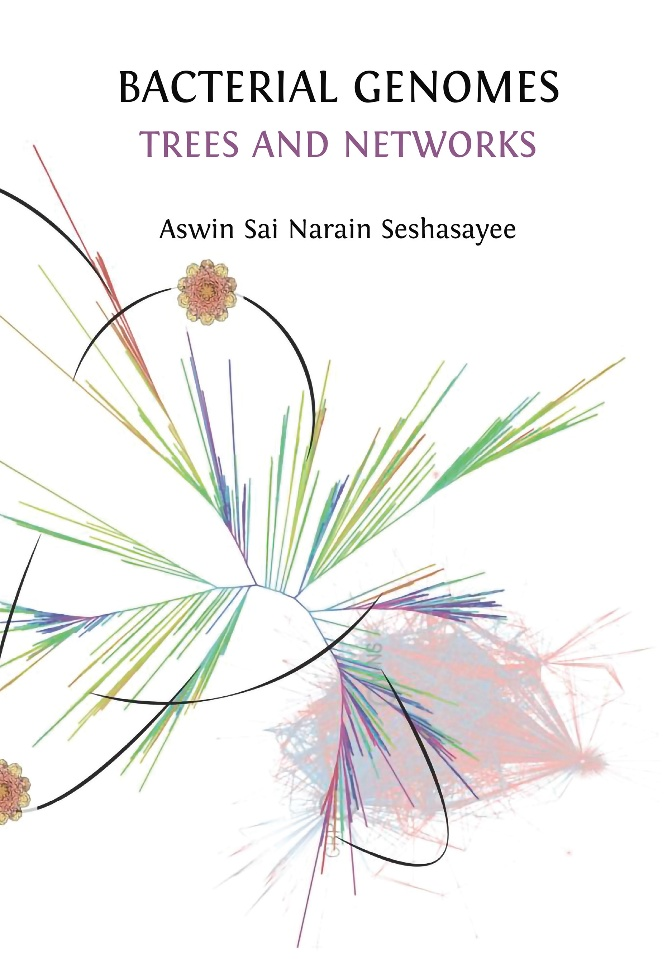 BACTERIAL GENOMES
TREES AND NETWORKS
Aswin Sai Narain Seshasayee